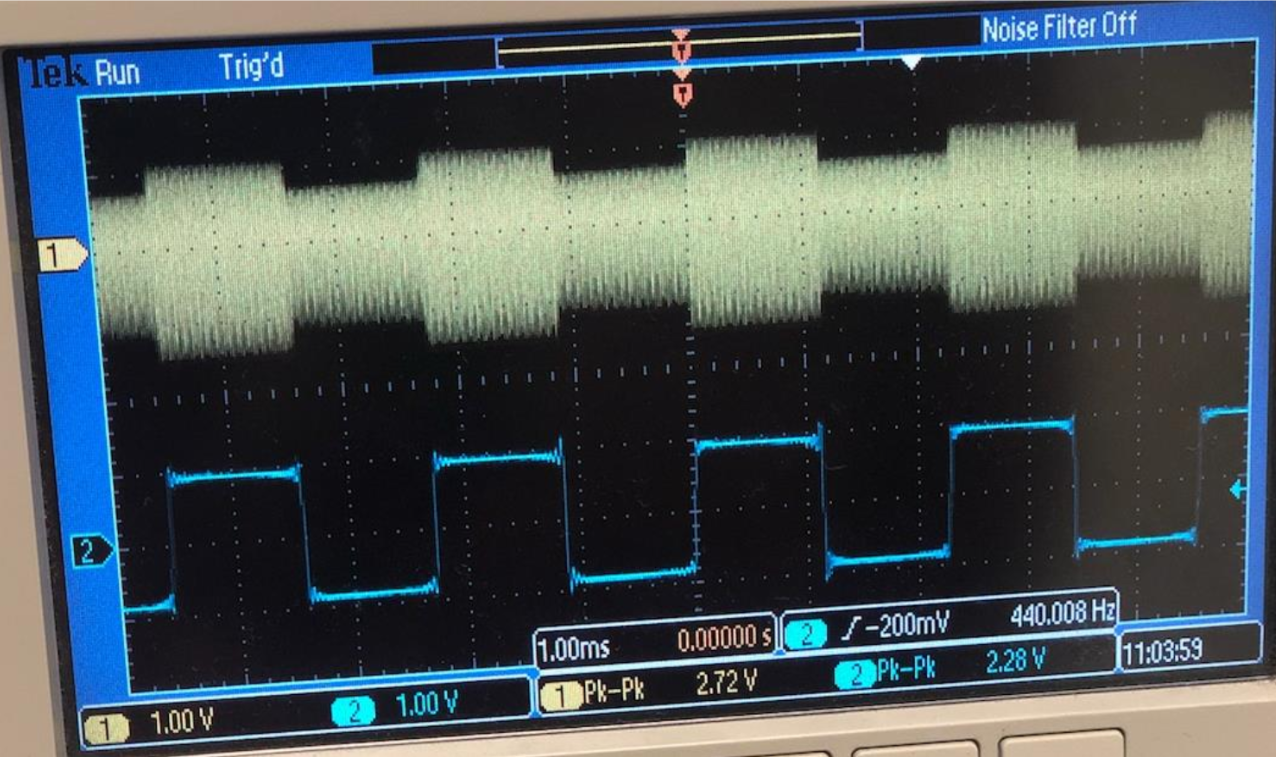 Tek Run Trig'd Noise Filter Off
T
T
1
2
1.00ms 0.00000 s 2 -200mV 440.008 Hz
1 1.00 V 2 1.00 V 1 Pk-Pk 2.72 V 2 Pk-Pk 2.28 V 11:03:59